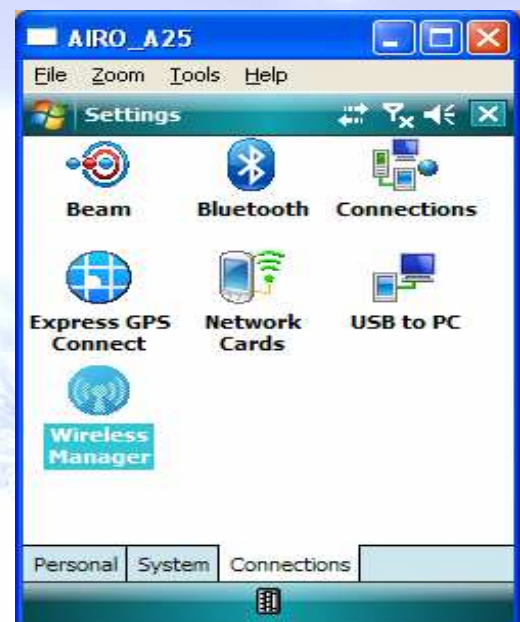 AIRO_A25
File Zoom Tools Help
Settings
Beam Bluetooth Connections
Express GPS Connect
Network Cards
USB to PC
Wireless Manager
Personal System Connections